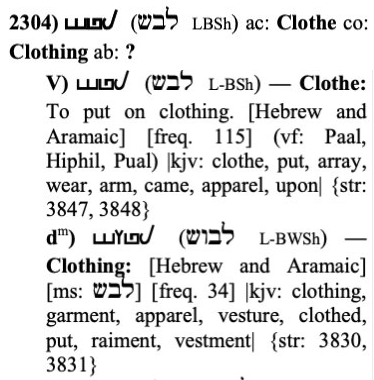 2304) (לבש LBSh) ac: Clothe co:
Clothing ab: ?
V) (לבש L-BSh) — Clothe:
To put on clothing. [Hebrew and
Aramaic] [freq. 115] (vf: Paal,
Hiphil, Pual) |kjv: clothe, put, array,
wear, arm, came, apparel, upon| {str:
3847, 3848}
dᵐ) (לבוש L-BWSh) —
Clothing: [Hebrew and Aramaic]
[ms: לבש] [freq. 34] |kjv: clothing,
garment, apparel, vesture, clothed,
put, raiment, vestment| {str: 3830,
3831}